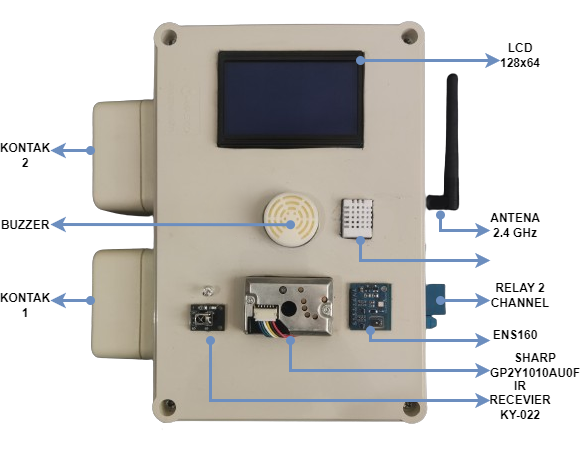 LCD
128x64
KONTAK
2
BUZZER
ANTENA
2.4 GHz
KONTAK
1
RELAY 2
CHANNEL
ENS160
SHARP
GP2Y1010AU0F
IR
RECEVIER
KY-022